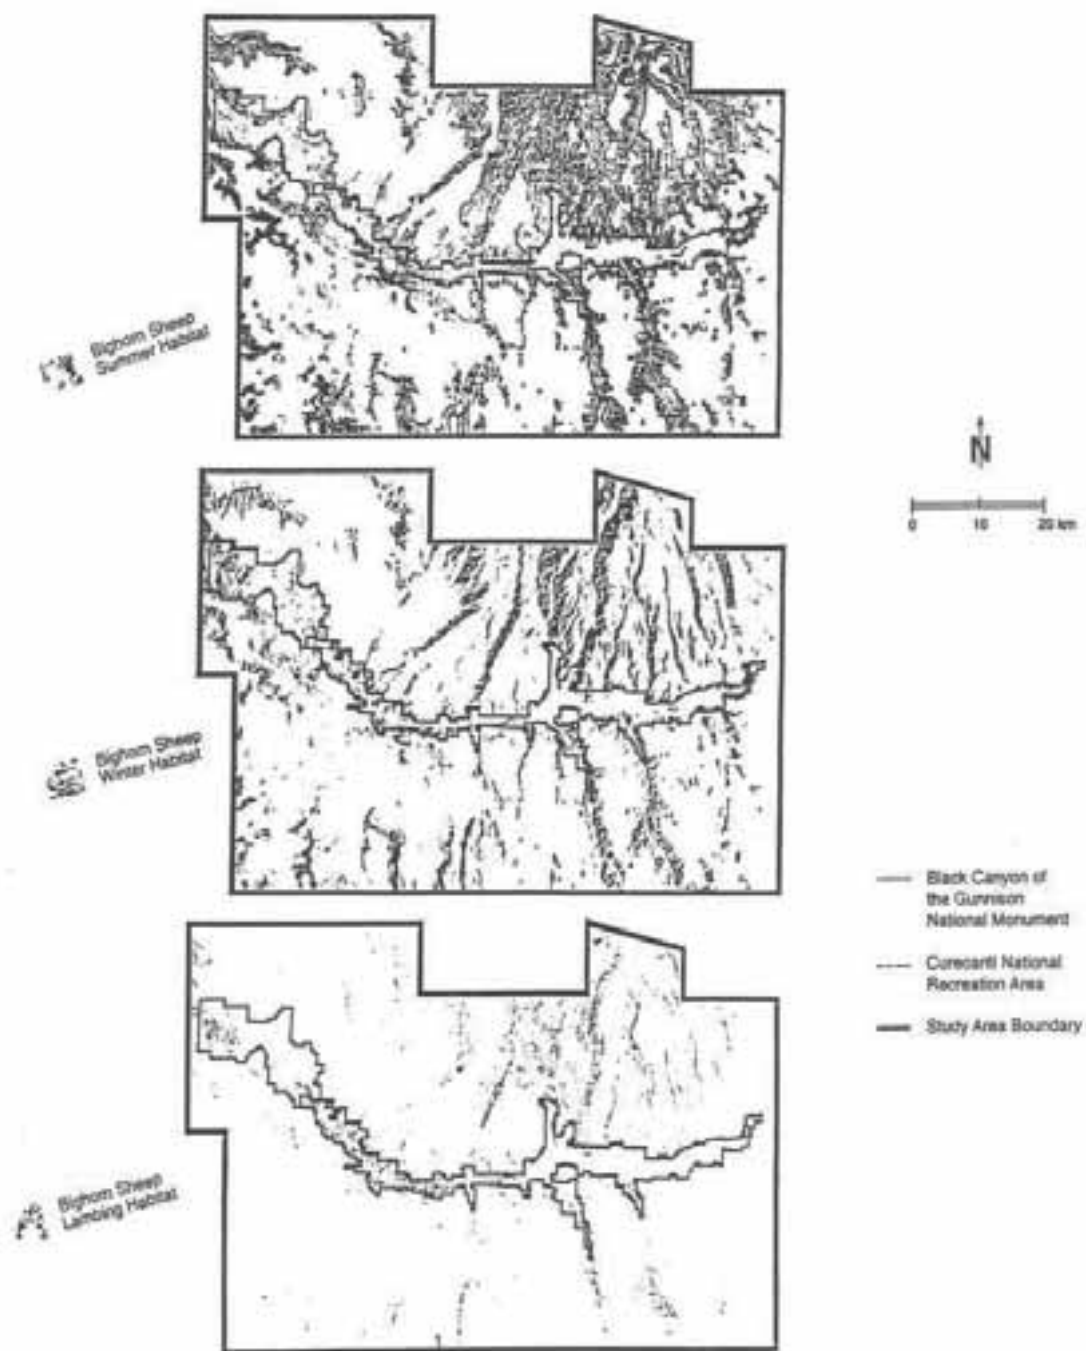 Bighorn Sheep
Summer Habitat
N
0 10 20 km
Bighorn Sheep
Winter Habitat
Black Canyon of
the Gunnison
National Monument
Curecanti National
Recreation Area
Study Area Boundary
Bighorn Sheep
Lambing Habitat